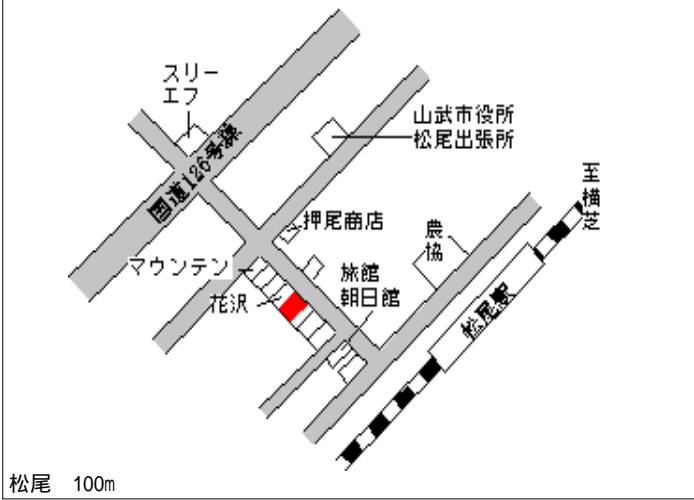 スリー
エフ
山武市役所
松尾出張所
国道126号線
至横芝
押尾商店
農協
マウンテン
旅館
朝日館
花沢
松尾駅
松尾 100m